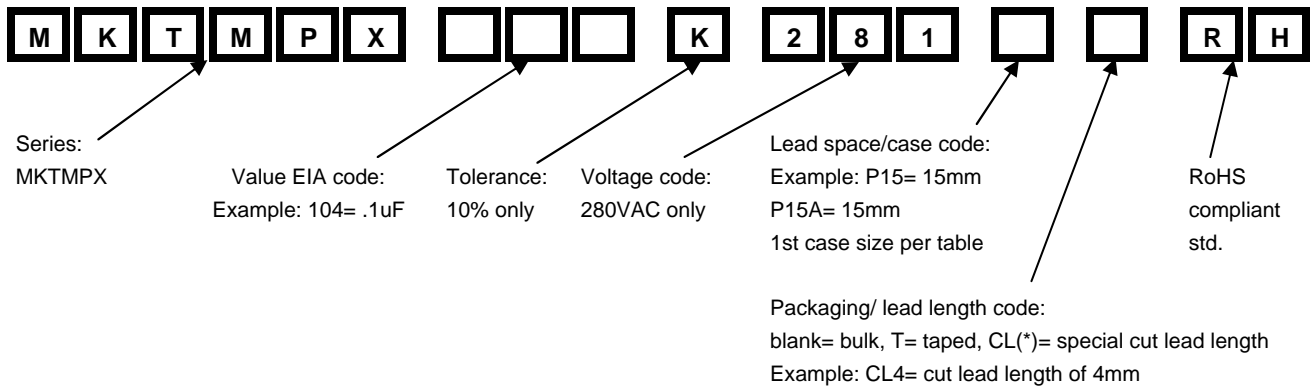 M K T M P X K 2 8 1 R H
Series:
MKTMPX
Value EIA code:
Example: 104= .1uF
Tolerance:
10% only
Voltage code:
280VAC only
Lead space/case code:
Example: P15= 15mm
P15A= 15mm
1st case size per table
RoHS
compliant
std.
Packaging/ lead length code:
blank= bulk, T= taped, CL(*)= special cut lead length
Example: CL4= cut lead length of 4mm